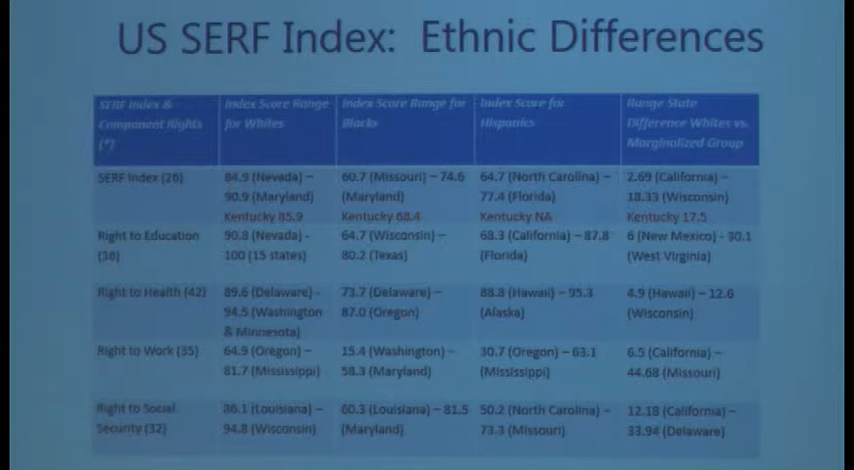 US SERF Index: Ethnic Differences
SERF Index & Component Rights (*)
Index Score Range for Whites
Index Score Range for Blacks
Index Score for Hispanics
Range State Difference Whites vs. Marginalized Group
SERF Index (26)
84.9 (Nevada) –
90.9 (Maryland)
Kentucky 85.9
60.7 (Missouri) – 74.6
(Maryland)
Kentucky 68.4
64.7 (North Carolina) –
77.4 (Florida)
Kentucky NA
2.69 (California) –
18.33 (Wisconsin)
Kentucky 17.5
Right to Education
(36)
90.8 (Nevada) -
100 (15 states)
64.7 (Wisconsin) –
80.2 (Texas)
68.3 (California) – 87.8
(Florida)
6 (New Mexico) - 30.1
(West Virginia)
Right to Health (42)
89.6 (Delaware) -
94.5 (Washington
& Minnesota)
73.7 (Delaware) –
87.0 (Oregon)
88.8 (Hawaii) – 95.3
(Alaska)
4.9 (Hawaii) – 12.6
(Wisconsin)
Right to Work (35)
64.9 (Oregon) –
81.7 (Mississippi)
15.4 (Washington) –
58.3 (Maryland)
30.7 (Oregon) – 63.1
(Mississippi)
6.5 (California) –
44.68 (Missouri)
Right to Social
Security (32)
86.1 (Louisiana) –
94.8 (Wisconsin)
60.3 (Louisiana) – 81.5
(Maryland)
50.2 (North Carolina) –
73.3 (Missouri)
12.18 (California) –
33.94 (Delaware)